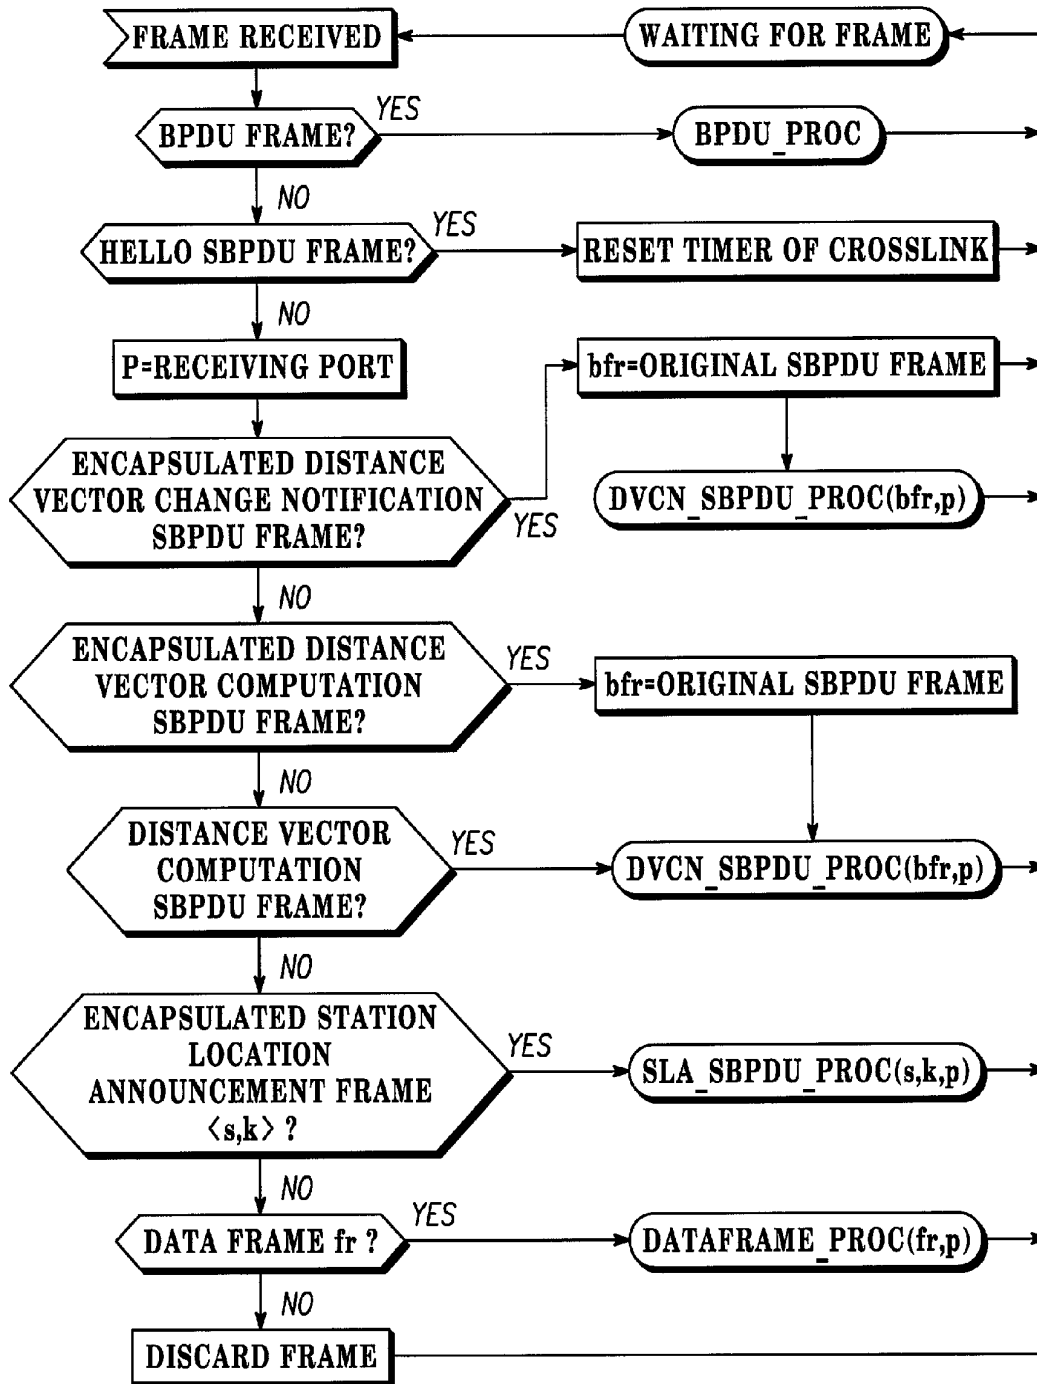 FRAME RECEIVED
WAITING FOR FRAME
BPDU FRAME?
YES
BPDU_PROC
NO
HELLO SBPDU FRAME?
YES
RESET TIMER OF CROSSLINK
NO
P=RECEIVING PORT
bfr=ORIGINAL SBPDU FRAME
ENCAPSULATED DISTANCE
VECTOR CHANGE NOTIFICATION
SBPDU FRAME?
YES
DVCN_SBPDU_PROC(bfr,p)
NO
ENCAPSULATED DISTANCE
VECTOR COMPUTATION
SBPDU FRAME?
YES
bfr=ORIGINAL SBPDU FRAME
NO
DISTANCE VECTOR
COMPUTATION
SBPDU FRAME?
YES
DVCN_SBPDU_PROC(bfr,p)
NO
ENCAPSULATED STATION
LOCATION
ANNOUNCEMENT FRAME
<s,k> ?
YES
SLA_SBPDU_PROC(s,k,p)
NO
DATA FRAME fr ?
YES
DATAFRAME_PROC(fr,p)
NO
DISCARD FRAME